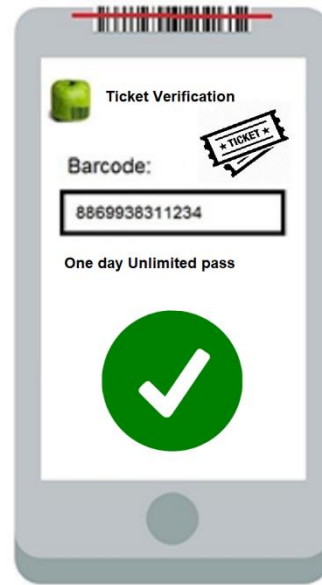 Ticket Verification
★ TICKET ★
Barcode:
8869938311234
One day Unlimited pass